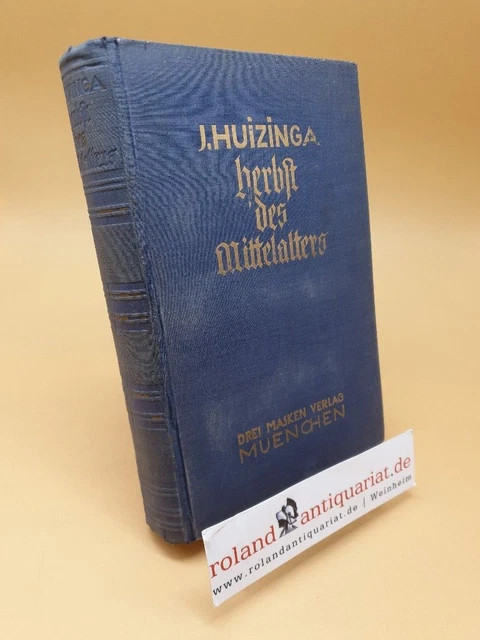 J. HUIZINGA
herbst
des
Mittelalters
DREI MASKEN VERLAG
MUENCHEN
roland antiquariat.de
www.rolandantiquariat.de | Weinheim